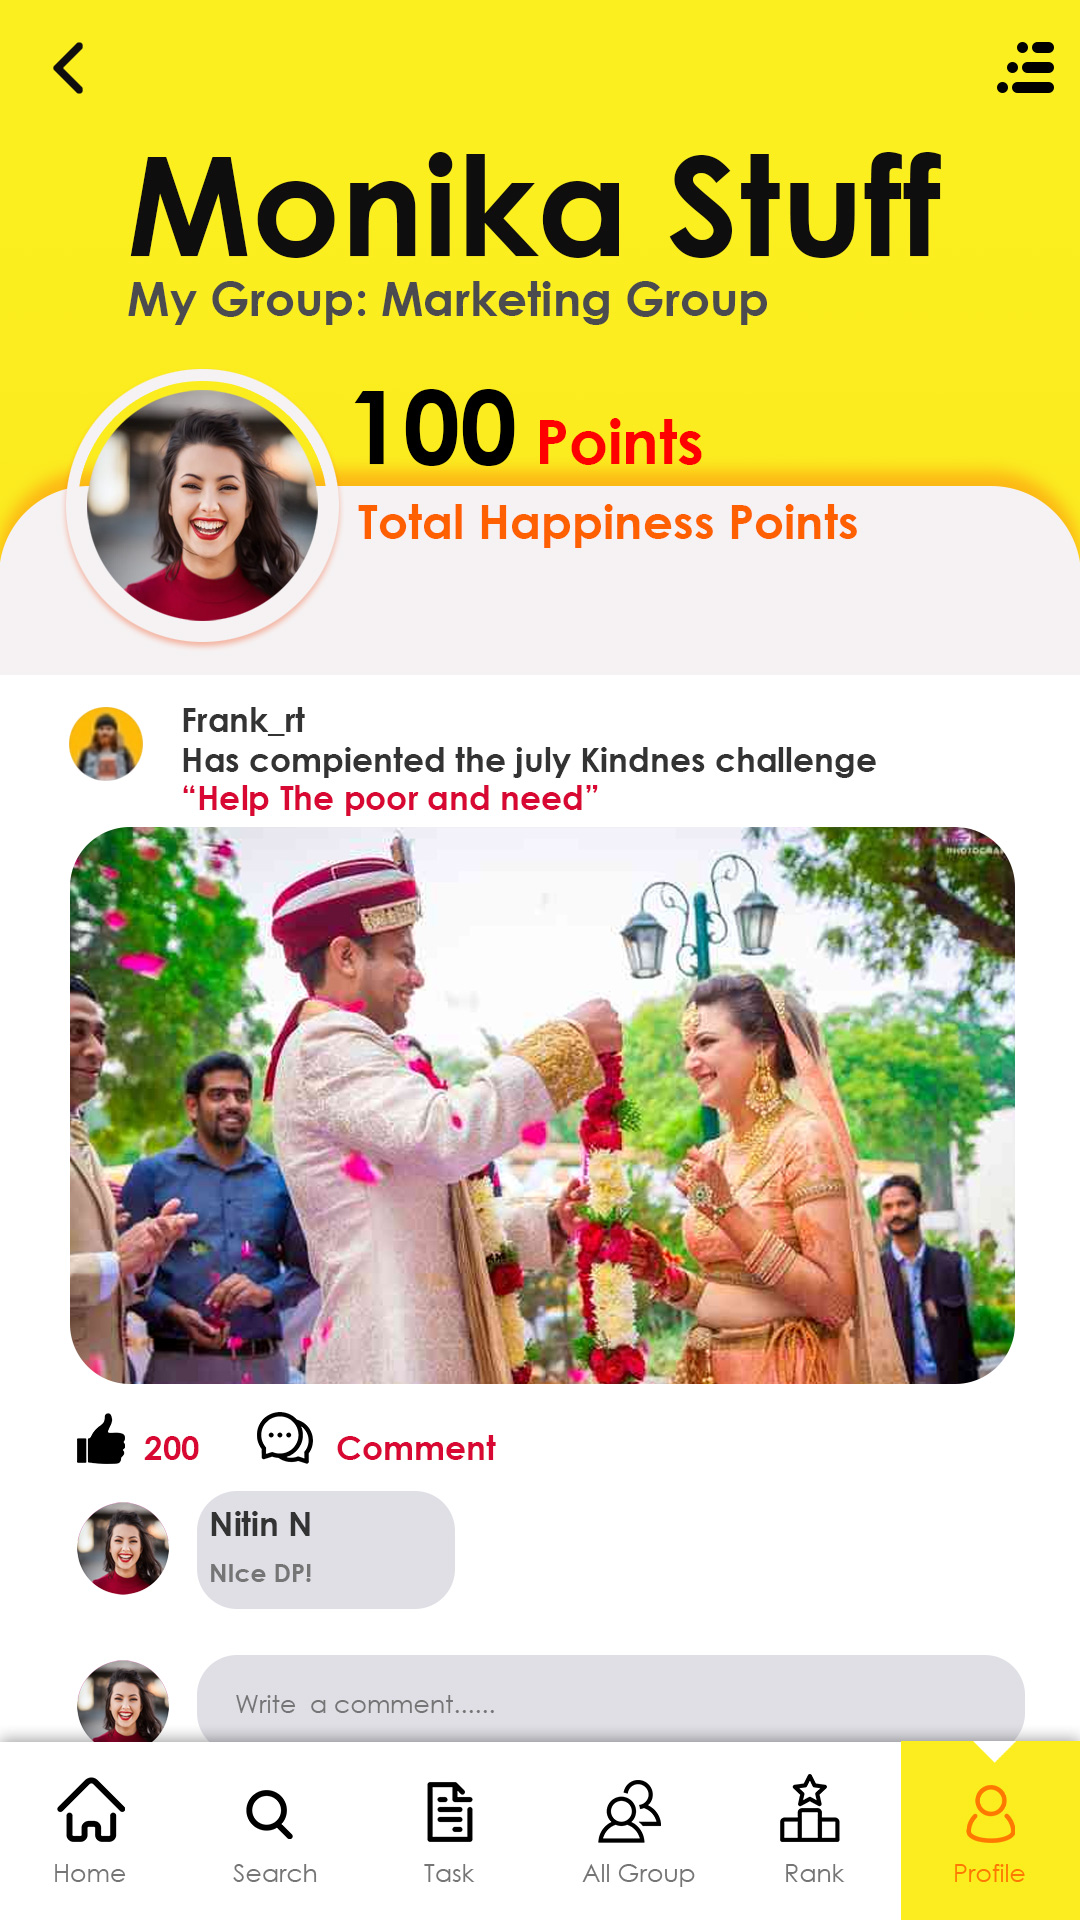 Monika Stuff
My Group: Marketing Group
100 Points
Total Happiness Points
Frank_rt
Has compiented the july Kindnes challenge
“Help The poor and need”
200
Comment
Nitin N
NIce DP!
Write a comment......
Home
Search
Task
All Group
Rank
Profile